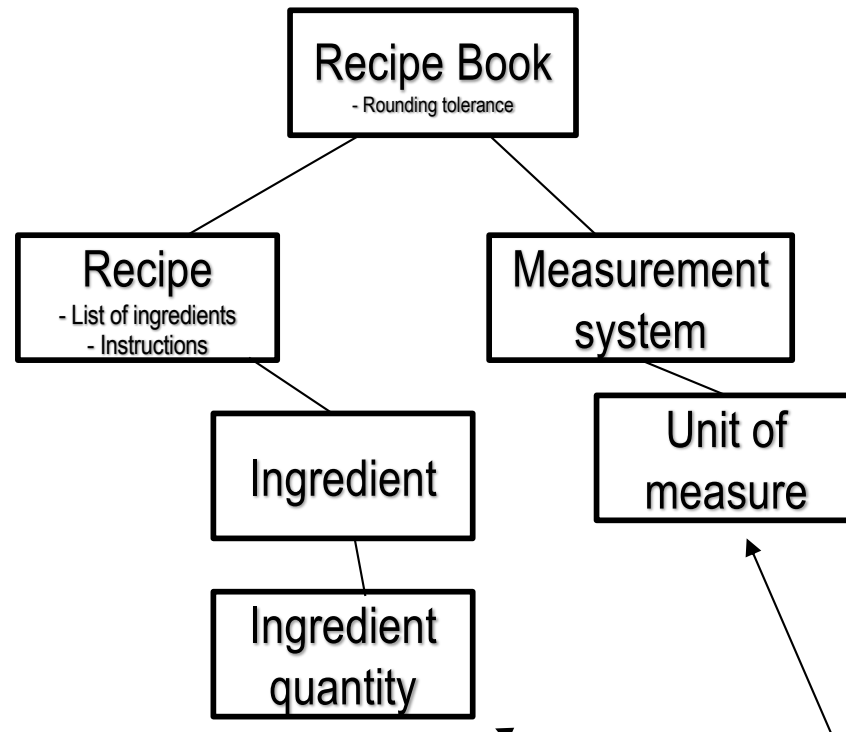 Recipe Book
- Rounding tolerance
Recipe
- List of ingredients
- Instructions
Measurement
system
Ingredient
Unit of
measure
Ingredient
quantity